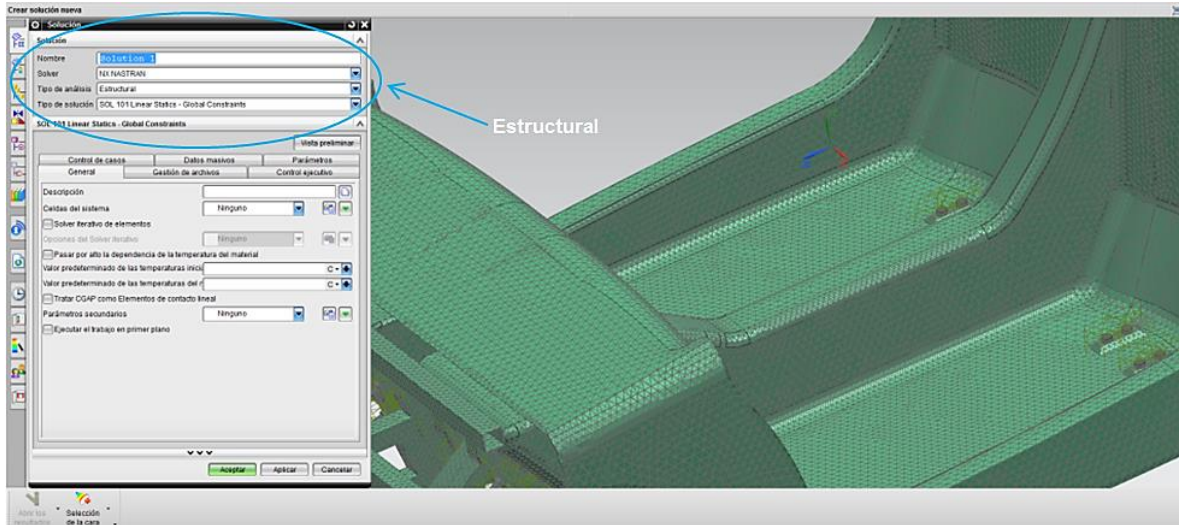 Crear solución nueva
Solución
Solución
Nombre Solution 1
Solver NX NASTRAN
Tipo de análisis Estructural
Tipo de solución SOL 101 Linear Statics - Global Constraints
SOL 101 Linear Statics - Global Constraints
Vista preliminar
Control de casos Datos masivos Parámetros
General Gestión de archivos Control ejecutivo
Descripción
Celdas del sistema Ninguno
Solver iterativo de elementos
Opciones del Solver iterativo Ninguno
Pasar por alto la dependencia de la temperatura del material
Valor predeterminado de las temperaturas inicia C
Valor predeterminado de las temperaturas del C
Tratar CGAP como Elementos de contacto lineal
Parámetros secundarios Ninguno
Ejecutar el trabajo en primer plano
Aceptar Aplicar Cancelar
Estructural
Abrir los resultados
Selección de la cara